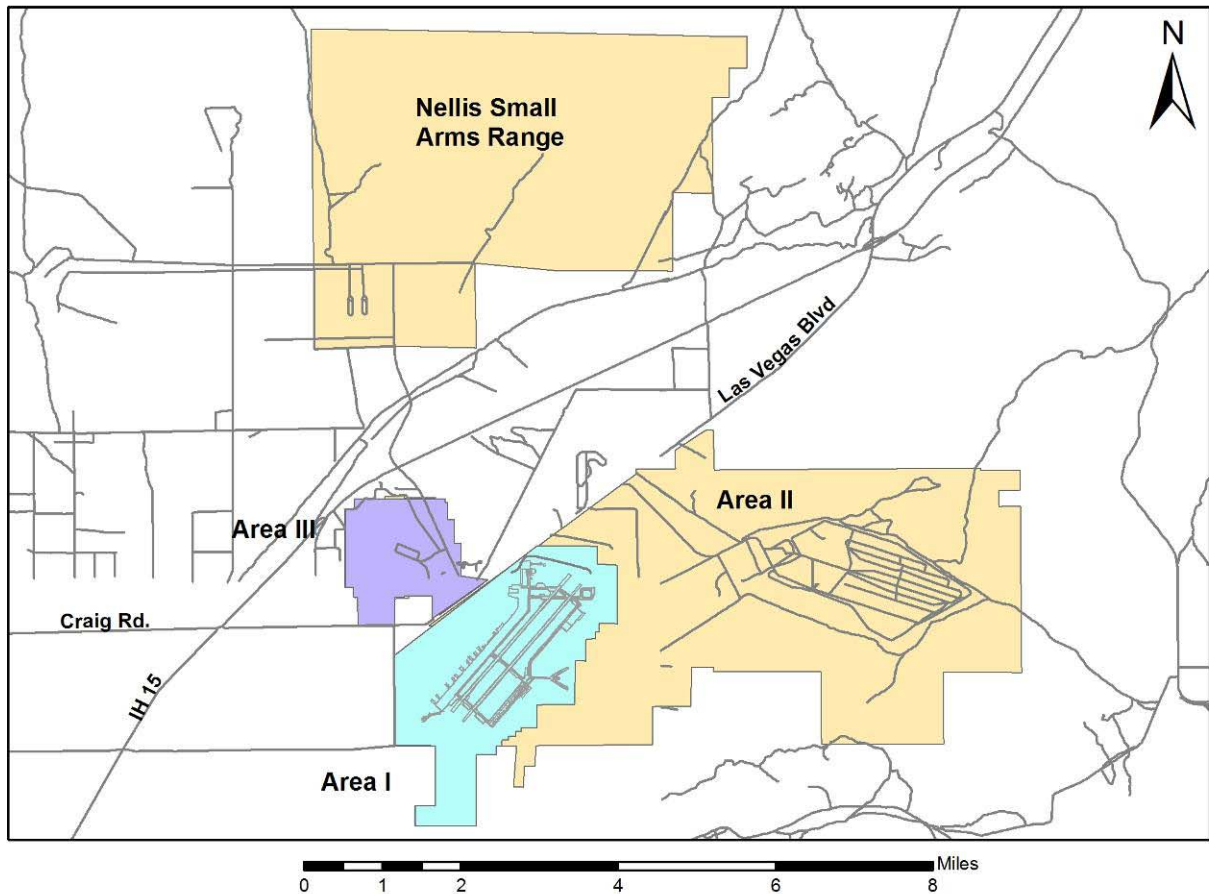 N
Nellis Small
Arms Range
Las Vegas Blvd
Area II
Area III
Craig Rd.
IH 15
Area I
Miles
0 1 2 4 6 8